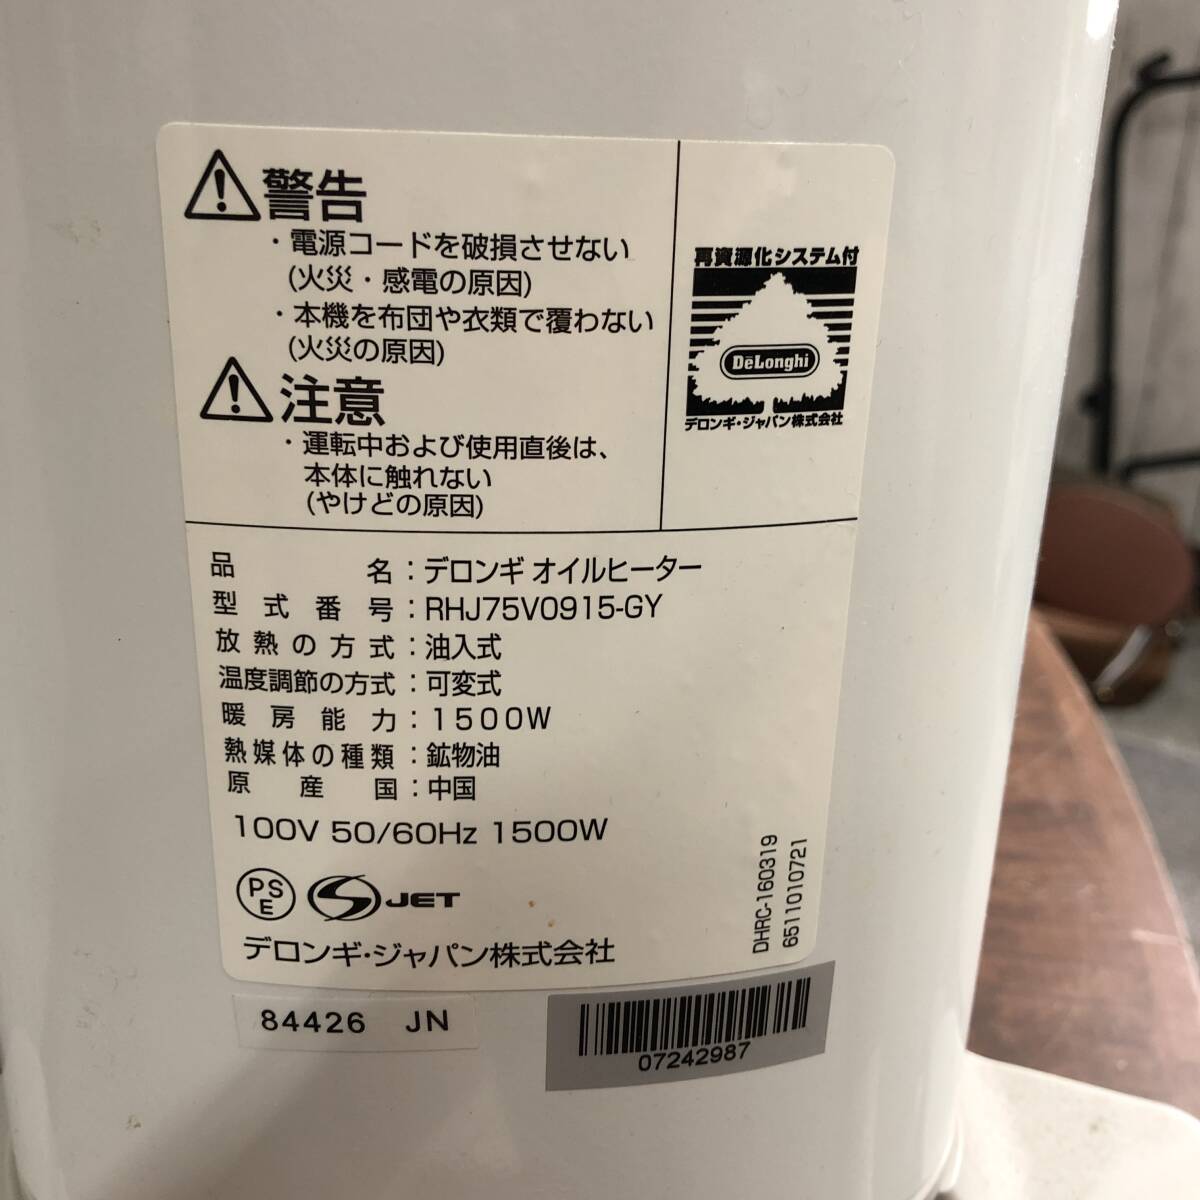 警告
・電源コードを破損させない
(火災・感電の原因)
・本機を布団や衣類で覆わない
(火災の原因)
注意
・運転中および使用直後は、
本体に触れない
(やけどの原因)
再資源化システム付
DeLonghi
デロンギ・ジャパン株式会社
品名：デロンギ オイルヒーター
型式番号：RHJ75V0915-GY
放熱の方式：油入式
温度調節の方式：可変式
暖房能力：1500W
熱媒体の種類：鉱物油
原産国：中国
100V 50/60Hz 1500W
PSE JET
デロンギ・ジャパン株式会社
DHRC-160319
6511010721
84426 JN
07242987